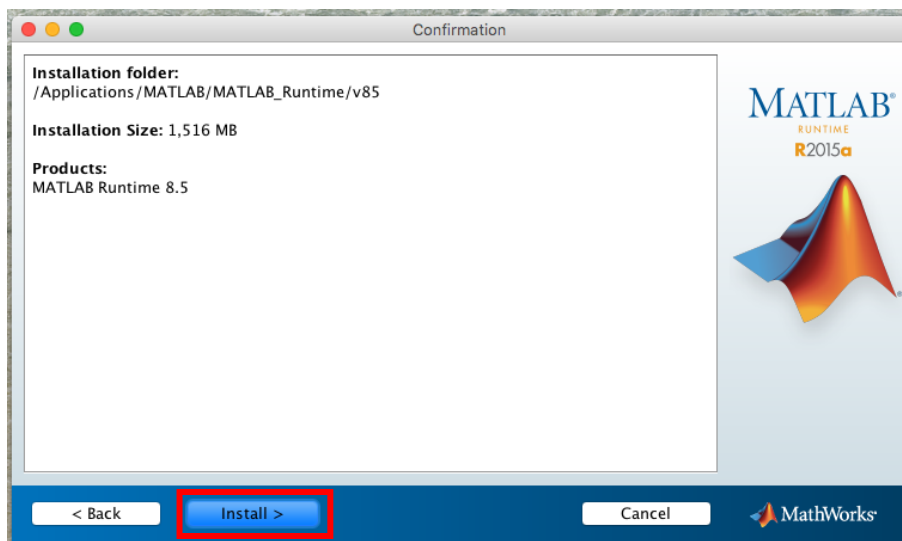 Confirmation
Installation folder:
/Applications/MATLAB/MATLAB_Runtime/v85
Installation Size: 1,516 MB
Products:
MATLAB Runtime 8.5
MATLAB®
RUNTIME
R2015a
®
< Back
Install >
Cancel
MathWorks®